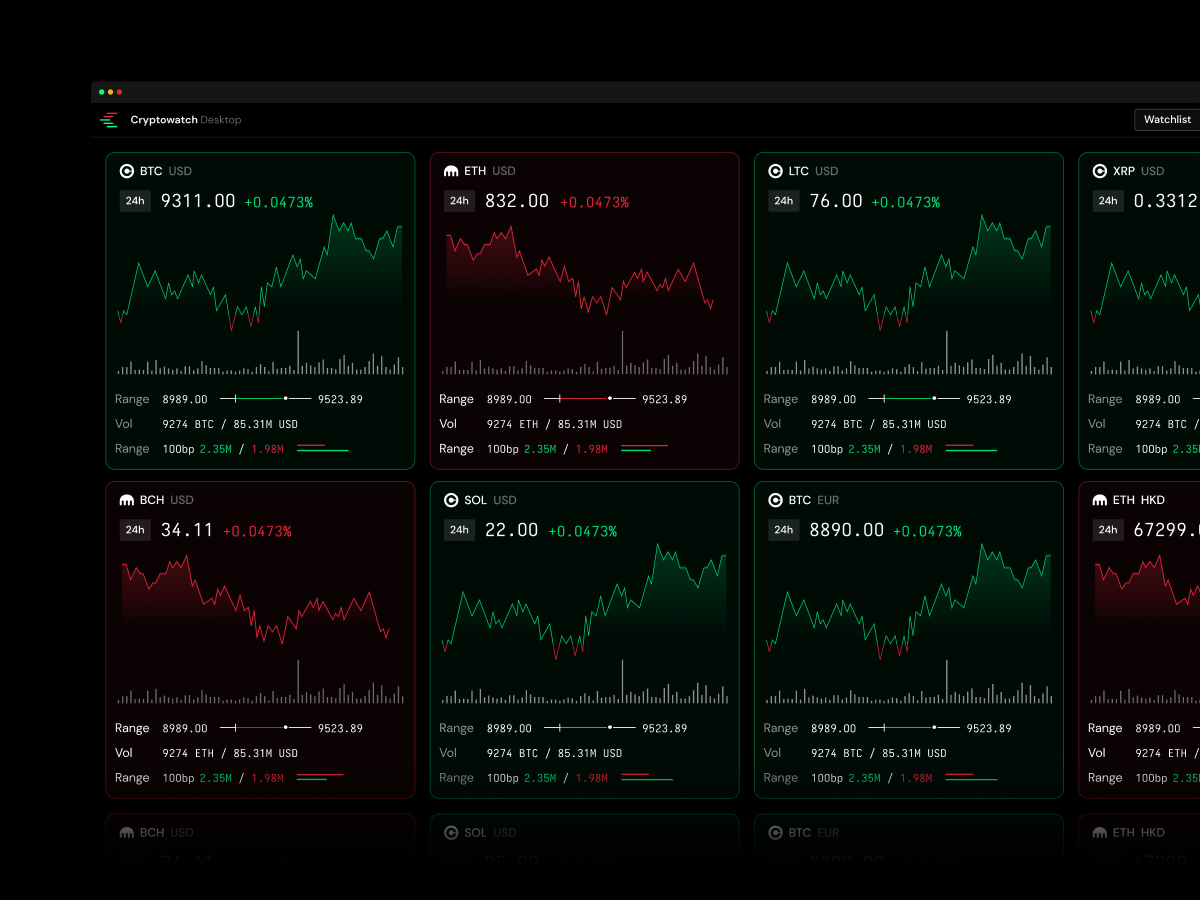 Cryptowatch Desktop
Watchlist
BTC USD
24h 9311.00 +0.0473%
Range 8989.00 9523.89
Vol 9274 BTC / 85.31M USD
Range 100bp 2.35M / 1.98M
ETH USD
24h 832.00 +0.0473%
Range 8989.00 9523.89
Vol 9274 ETH / 85.31M USD
Range 100bp 2.35M / 1.98M
LTC USD
24h 76.00 +0.0473%
Range 8989.00 9523.89
Vol 9274 BTC / 85.31M USD
Range 100bp 2.35M / 1.98M
XRP USD
24h 0.3312
Range 8989.00
Vol 9274 BTC /
Range 100bp 2.35
BCH USD
24h 34.11 +0.0473%
Range 8989.00 9523.89
Vol 9274 ETH / 85.31M USD
Range 100bp 2.35M / 1.98M
SOL USD
24h 22.00 +0.0473%
Range 8989.00 9523.89
Vol 9274 BTC / 85.31M USD
Range 100bp 2.35M / 1.98M
BTC EUR
24h 8890.00 +0.0473%
Range 8989.00 9523.89
Vol 9274 BTC / 85.31M USD
Range 100bp 2.35M / 1.98M
ETH HKD
24h 67299.
Range 8989.00
Vol 9274 ETH /
Range 100bp 2.35
BCH USD
SOL USD
BTC EUR
ETH HKD